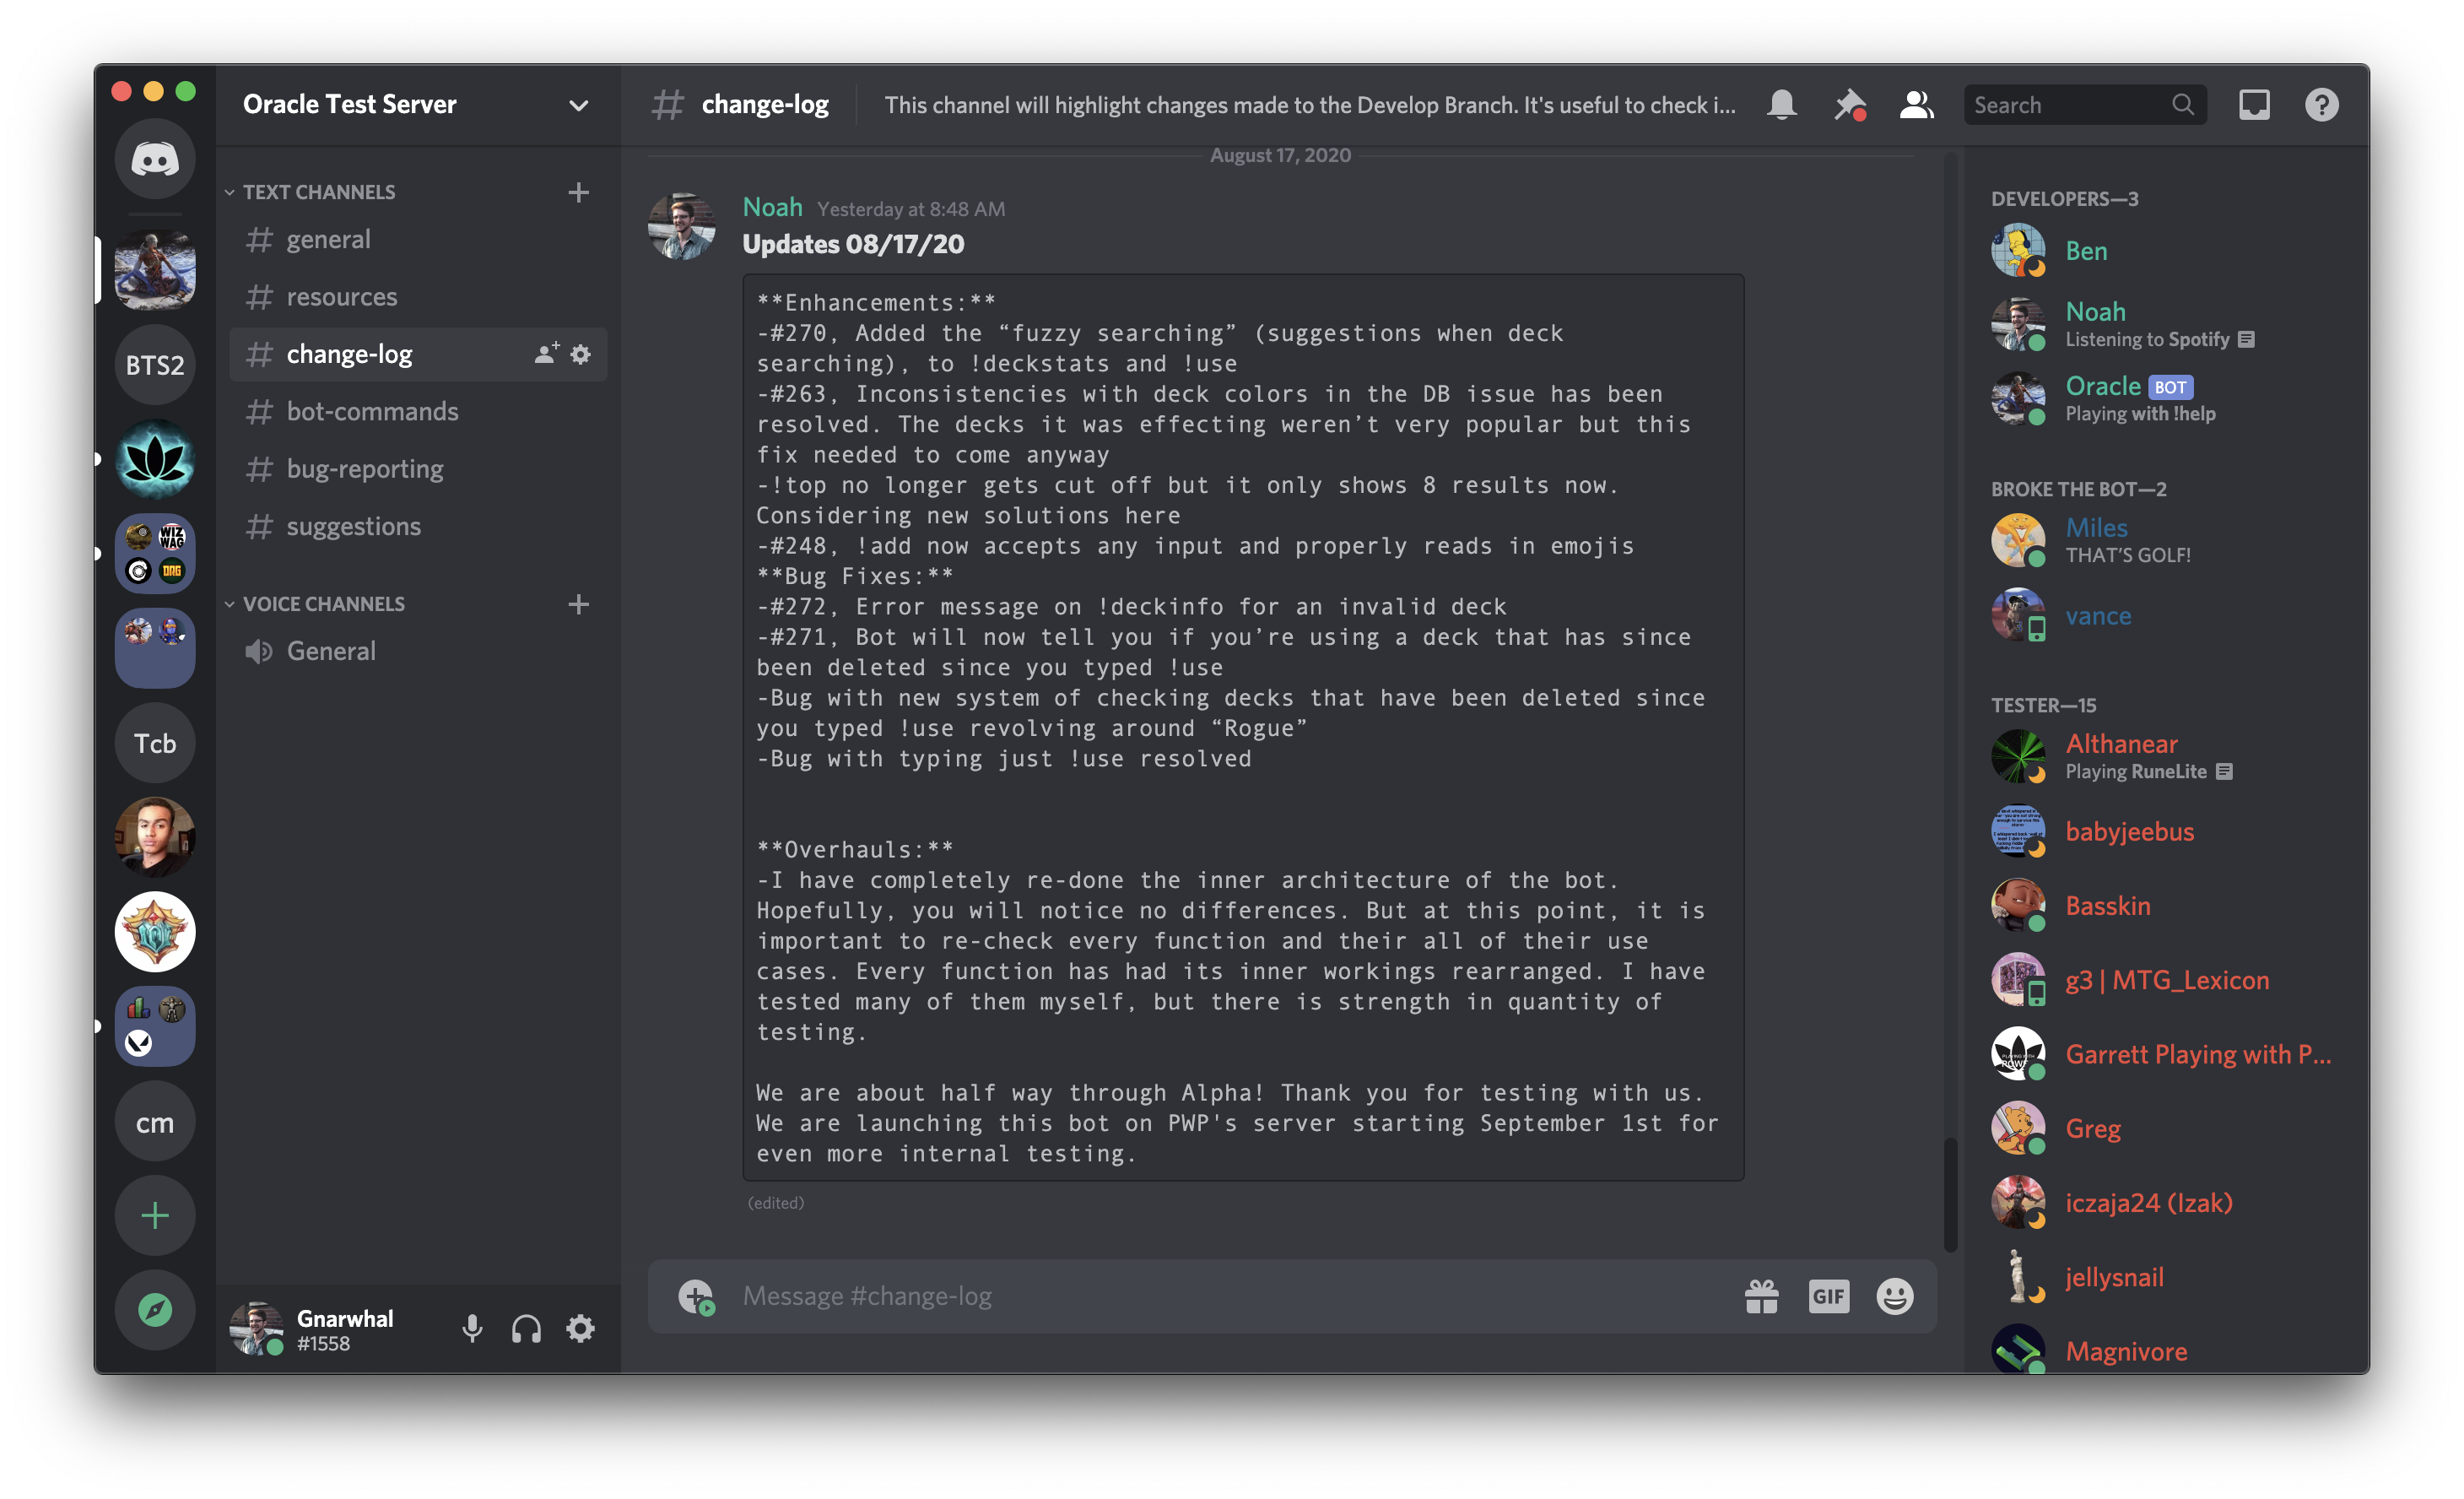 Oracle Test Server
# change-log
This channel will highlight changes made to the Develop Branch. It's useful to check i...
Search
BTS2
WIZ
WAG
DRG
Tcb
cm
TEXT CHANNELS
# general
# resources
# change-log
# bot-commands
# bug-reporting
# suggestions
VOICE CHANNELS
General
Gnarwhal
#1558
August 17, 2020
Noah Yesterday at 8:48 AM
Updates 08/17/20
**Enhancements:**
-#270, Added the “fuzzy searching” (suggestions when deck
searching), to !deckstats and !use
-#263, Inconsistencies with deck colors in the DB issue has been
resolved. The decks it was effecting weren’t very popular but this
fix needed to come anyway
-!top no longer gets cut off but it only shows 8 results now.
Considering new solutions here
-#248, !add now accepts any input and properly reads in emojis
**Bug Fixes:**
-#272, Error message on !deckinfo for an invalid deck
-#271, Bot will now tell you if you’re using a deck that has since
been deleted since you typed !use
-Bug with new system of checking decks that have been deleted since
you typed !use revolving around “Rogue”
-Bug with typing just !use resolved
**Overhauls:**
-I have completely re-done the inner architecture of the bot.
Hopefully, you will notice no differences. But at this point, it is
important to re-check every function and their all of their use
cases. Every function has had its inner workings rearranged. I have
tested many of them myself, but there is strength in quantity of
testing.
We are about half way through Alpha! Thank you for testing with us.
We are launching this bot on PWP's server starting September 1st for
even more internal testing.
(edited)
Message #change-log
GIF
DEVELOPERS—3
Ben
Noah
Listening to Spotify
Oracle BOT
Playing with !help
BROKE THE BOT—2
Miles
THAT’S GOLF!
vance
TESTER—15
Althanear
Playing RuneLite
babyjeebus
Basskin
g3 | MTG_Lexicon
Garrett Playing with P...
Greg
iczaja24 (Izak)
jellysnail
Magnivore